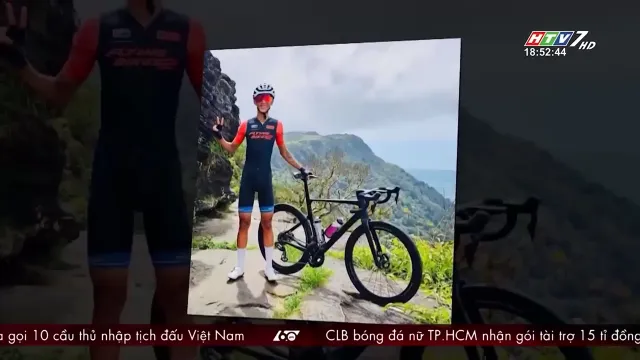 HTV7 HD
18:52:44
a gọi 10 cầu thủ nhập tịch đấu Việt Nam
CLB bóng đá nữ TP.HCM nhận gói tài trợ 15 tỉ đồng